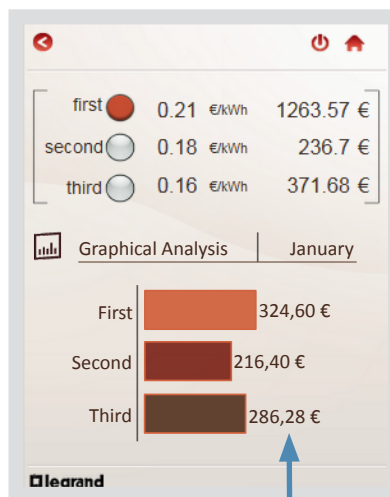 first 0.21 €/kWh 1263.57 €
second 0.18 €/kWh 236.7 €
third 0.16 €/kWh 371.68 €
Graphical Analysis January
First 324,60 €
Second 216,40 €
Third 286,28 €
legrand